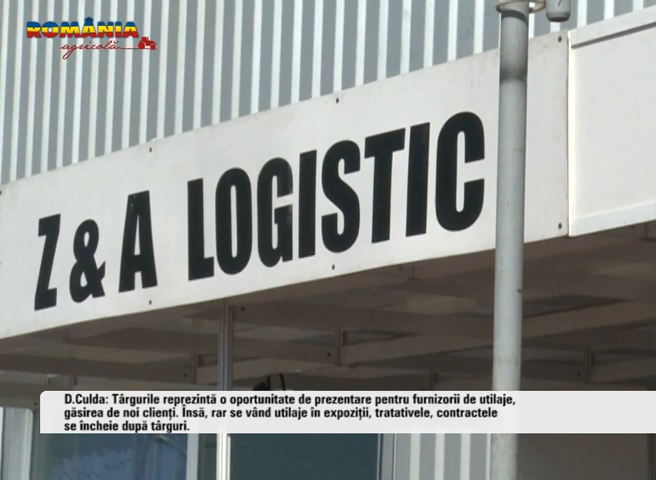 ROMÂNIA
agricolă
Z & A LOGISTIC
D.Culda: Târgurile reprezintă o oportunitate de prezentare pentru furnizorii de utilaje,
găsirea de noi clienți. Însă, rar se vând utilaje în expoziții, tratativele, contractele
se încheie după târguri.